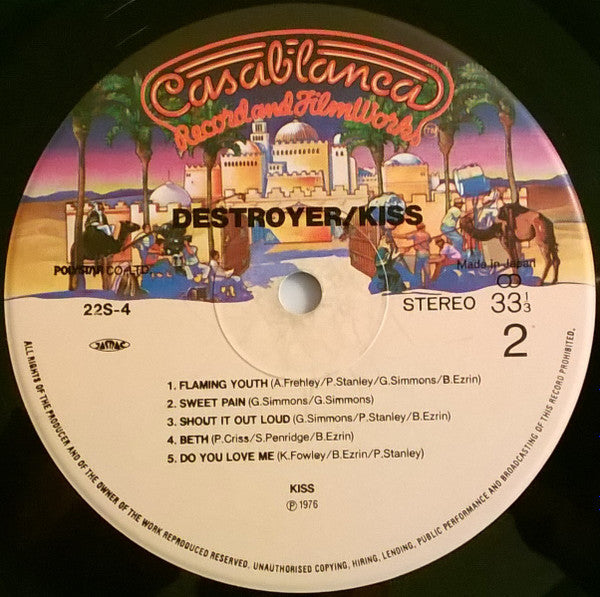 Casablanca
Record and FilmWorks
TM
DESTROYER/KISS
POLYSTAR CO., LTD.
Made in Japan
22S-4
STEREO 33 1/3
JASRAC
2
1. FLAMING YOUTH (A.Frehley/P.Stanley/G.Simmons/B.Ezrin)
2. SWEET PAIN (G.Simmons/G.Simmons)
3. SHOUT IT OUT LOUD (G.Simmons/P.Stanley/B.Ezrin)
4. BETH (P.Criss/S.Penridge/B.Ezrin)
5. DO YOU LOVE ME (K.Fowley/B.Ezrin/P.Stanley)
KISS
Ⓟ 1976
ALL RIGHTS OF THE PRODUCER AND OF THE OWNER OF THE WORK REPRODUCED RESERVED. UNAUTHORISED COPYING, HIRING, LENDING, PUBLIC PERFORMANCE AND BROADCASTING OF THIS RECORD PROHIBITED.